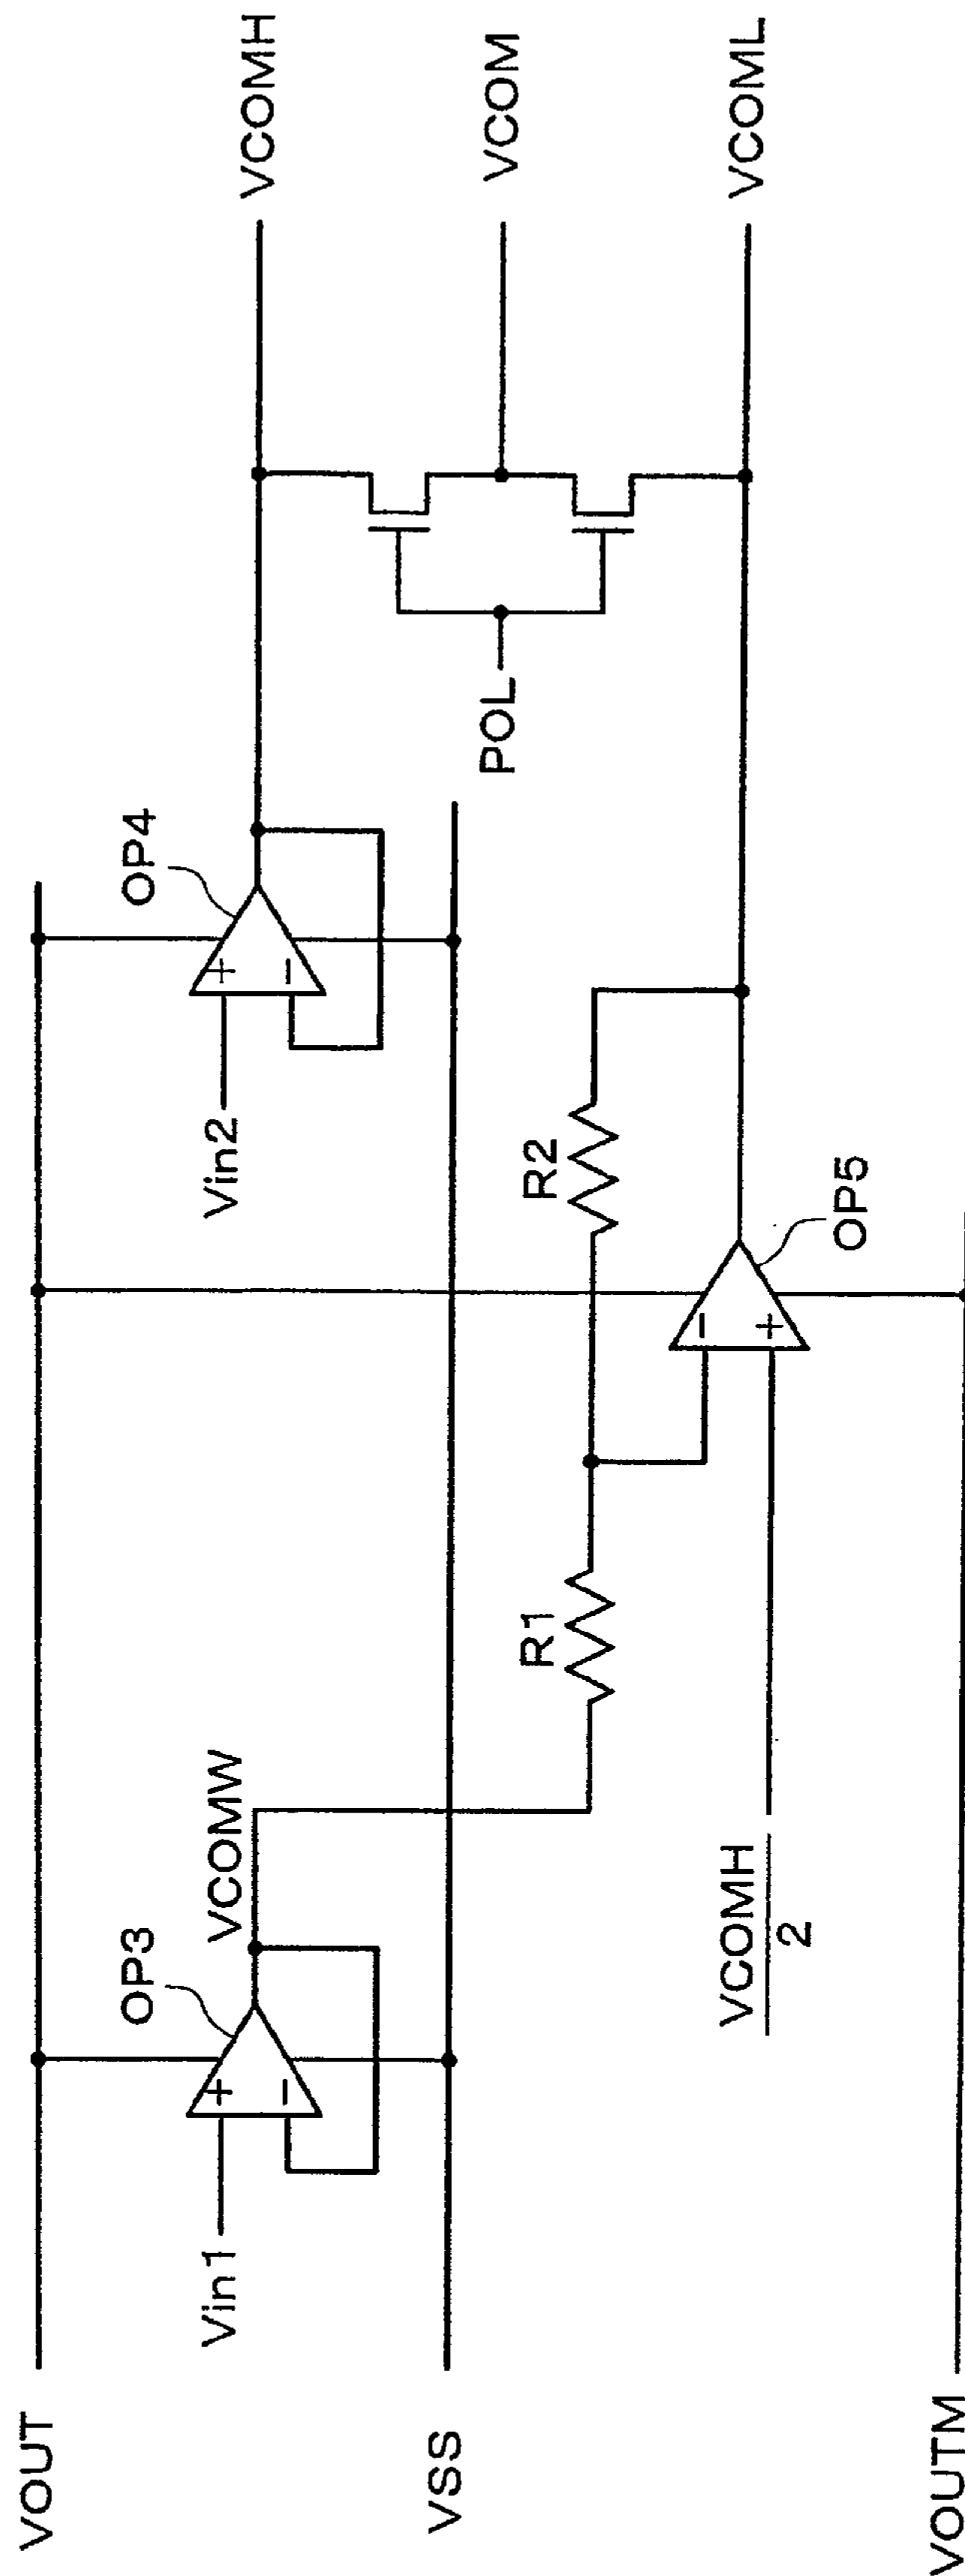 VOUT
VSS
VOUTM
Vin1
OP3
VCOMW
VCOMH
2
R1
R2
OP5
Vin2
OP4
POL
VCOMH
VCOM
VCOML
+
−
+
−
−
+